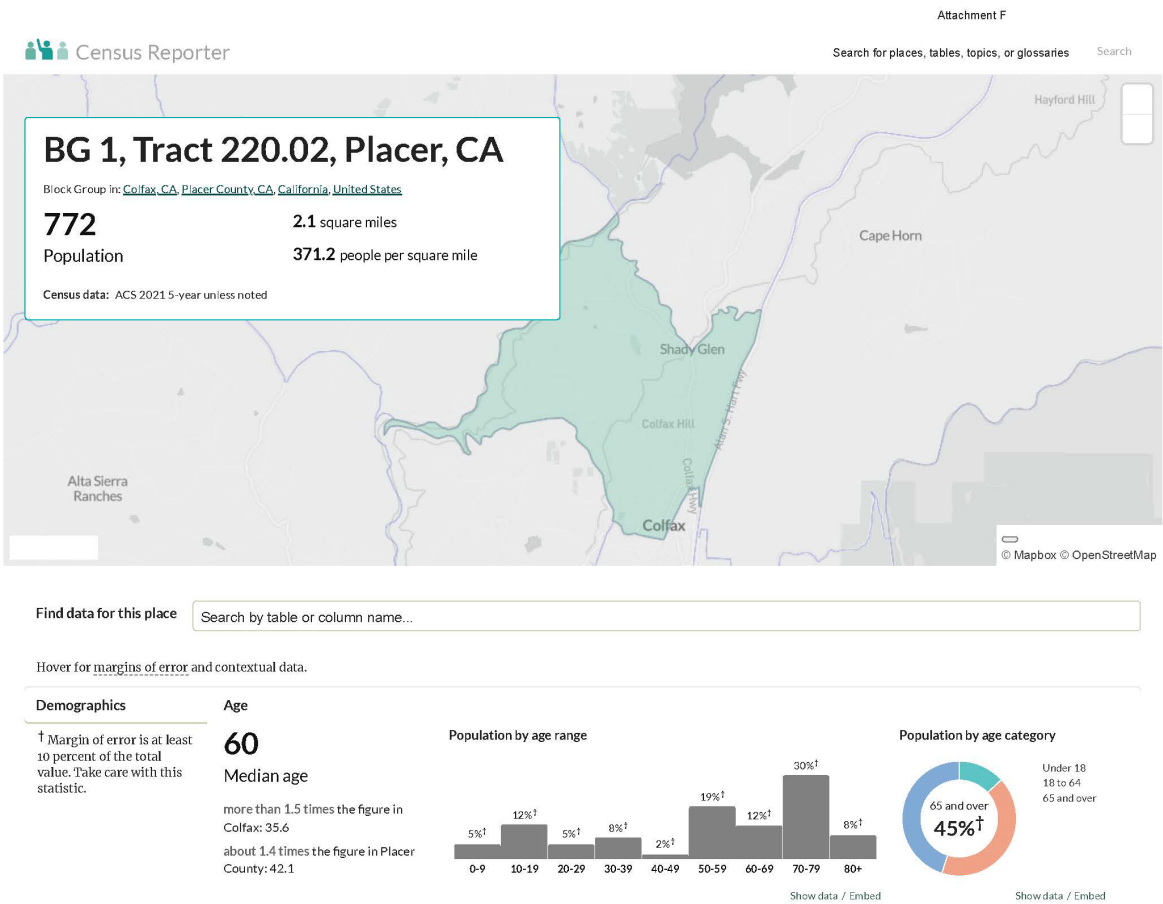 Attachment F
Census Reporter
Search for places, tables, topics, or glossaries
Search
Hayford Hill
BG 1, Tract 220.02, Placer, CA
Block Group in: Colfax, CA, Placer County, CA, California, United States
772
Population
2.1 square miles
371.2 people per square mile
Census data: ACS 2021 5-year unless noted
Cape Horn
Shady Glen
Alan S. Hart Fwy
Colfax Hill
Colfax Hwy
Alta Sierra
Ranches
Colfax
© Mapbox © OpenStreetMap
Find data for this place
Search by table or column name...
Hover for margins of error and contextual data.
Demographics
† Margin of error is at least
10 percent of the total
value. Take care with this
statistic.
Age
60
Median age
more than 1.5 times the figure in
Colfax: 35.6
about 1.4 times the figure in Placer
County: 42.1
Population by age range
5%† 12%† 5%† 8%† 2%† 19%† 12%† 30%† 8%†
0-9 10-19 20-29 30-39 40-49 50-59 60-69 70-79 80+
Show data / Embed
Population by age category
65 and over
45%†
Under 18
18 to 64
65 and over
Show data / Embed